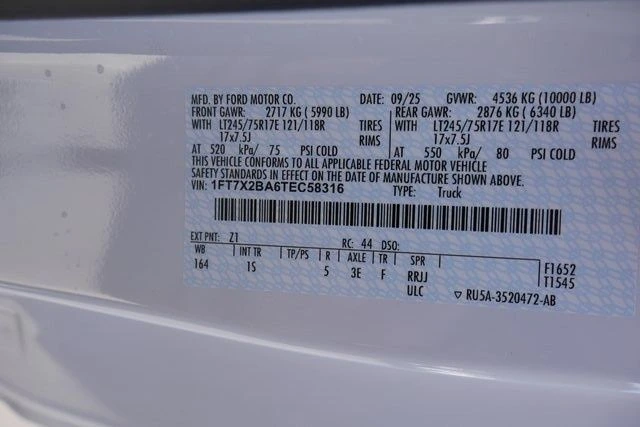 MFD. BY FORD MOTOR CO. DATE: 09/25 GVWR: 4536 KG (10000 LB)
FRONT GAWR: 2717 KG ( 5990 LB) REAR GAWR: 2876 KG ( 6340 LB)
WITH LT245/75R17E 121/118R TIRES WITH LT245/75R17E 121/118R TIRES
17x7.5J RIMS 17x7.5J RIMS
AT 520 kPa/ 75 PSI COLD AT 550 kPa/ 80 PSI COLD
THIS VEHICLE CONFORMS TO ALL APPLICABLE FEDERAL MOTOR VEHICLE
SAFETY STANDARDS IN EFFECT ON THE DATE OF MANUFACTURE SHOWN ABOVE.
VIN: 1FT7X2BA6TEC58316 TYPE: Truck
EXT PNT: Z1 RC: 44 DSO:
WB INT TR TP/PS R AXLE TR SPR F1652
164 1S 5 3E F RRJJ T1545
ULC ▽ RU5A-3520472-AB